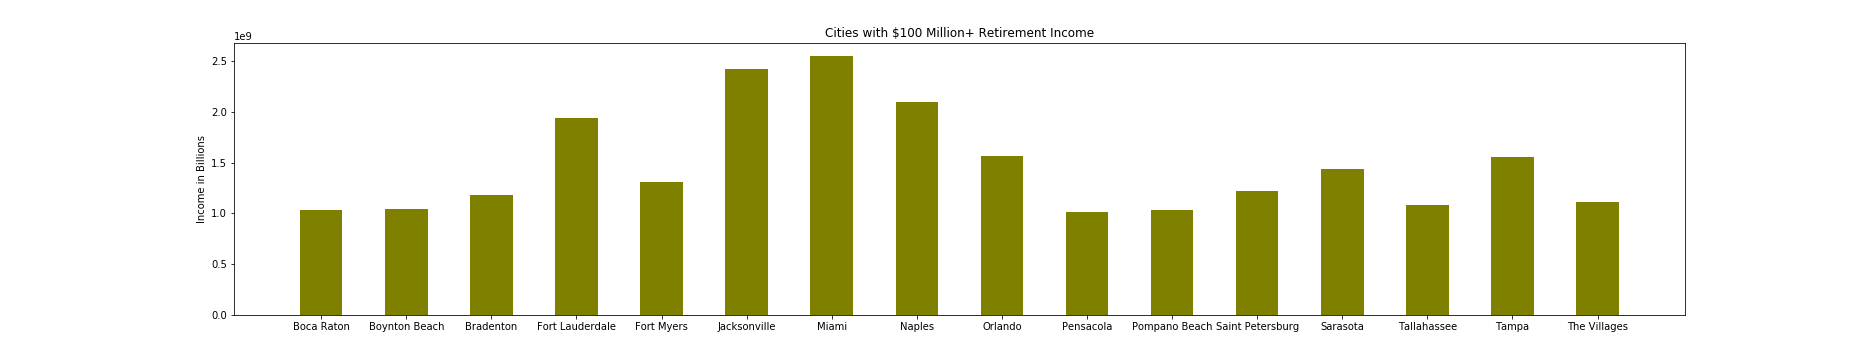 Cities with $100 Million+ Retirement Income
1e9
2.5
2.0
1.5
1.0
0.5
0.0
Income in Billions
Boca Raton Boynton Beach Bradenton Fort Lauderdale Fort Myers Jacksonville Miami Naples Orlando Pensacola Pompano Beach Saint Petersburg Sarasota Tallahassee Tampa The Villages